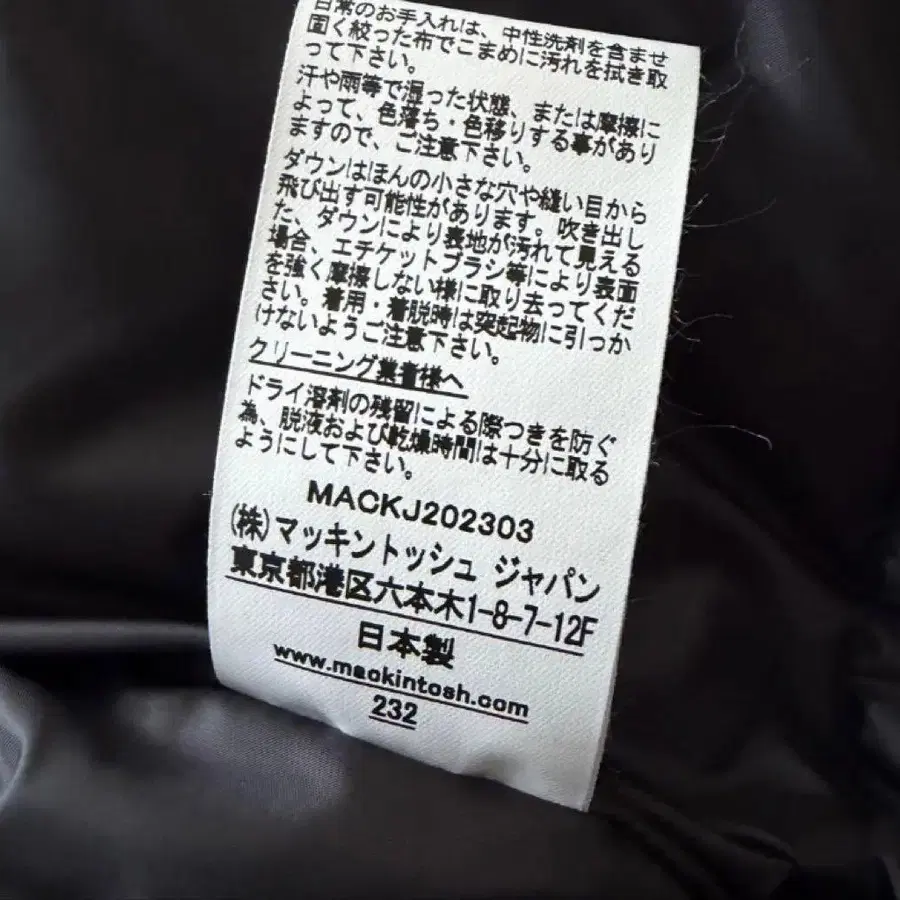 日常のお手入れは、中性洗剤を含ませ
固く絞った布でこまめに汚れを拭き取
って下さい。
汗や雨等で湿った状態、または摩擦に
よって、色落ち・色移りする事があり
ますので、ご注意下さい。
ダウンはほんの小さな穴や縫い目から
飛び出す可能性があります。吹き出し
た、ダウンにより表地が汚れて見える
場合、エチケットブラシ等により表面
を強く摩擦しない様に取り去ってくだ
さい。着用・着脱時は突起物に引っか
けないようご注意下さい。
クリーニング業者様へ
ドライ溶剤の残留による際つきを防ぐ
為、脱液および乾燥時間は十分に取る
ようにして下さい。
MACKJ202303
(株)マッキントッシュ ジャパン
東京都港区六本木1-8-7-12F
日本製
www.mackintosh.com
232